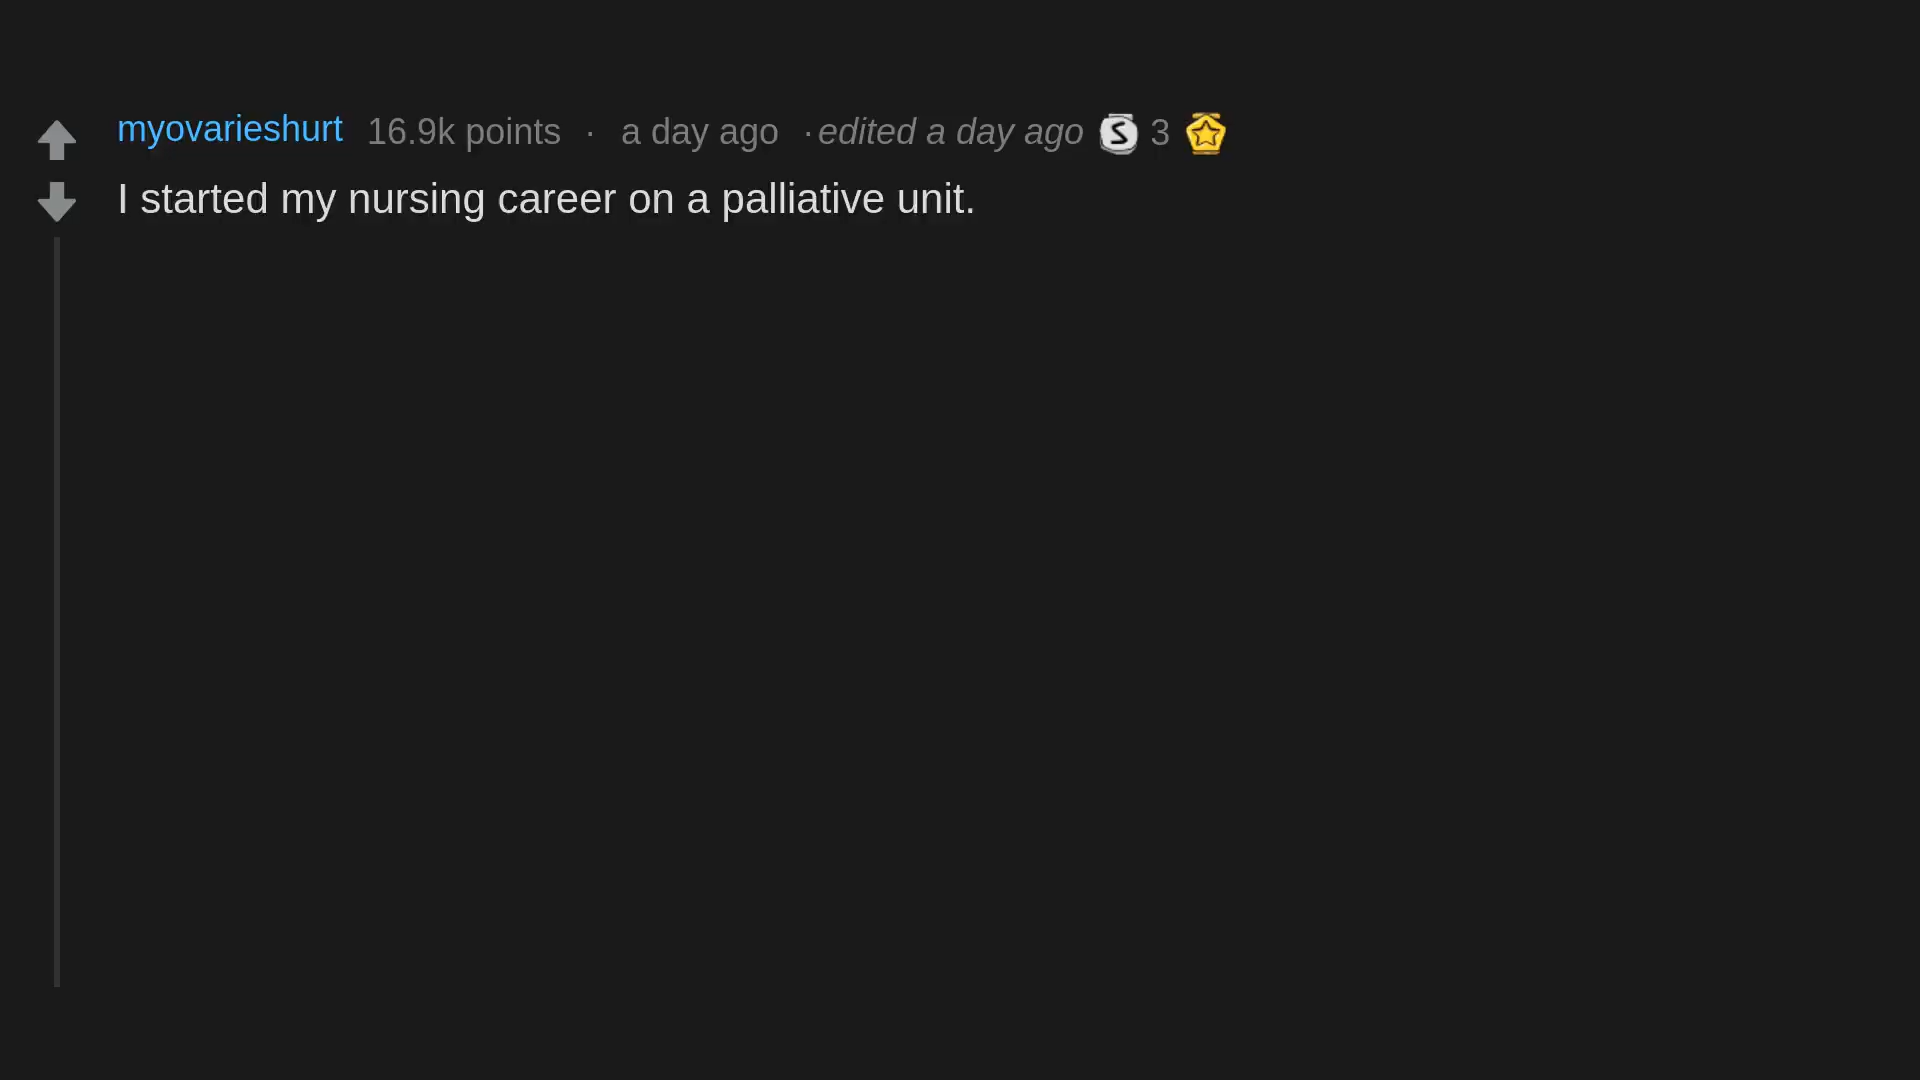 myovarieshurt 16.9k points · a day ago · edited a day ago S 3
I started my nursing career on a palliative unit.